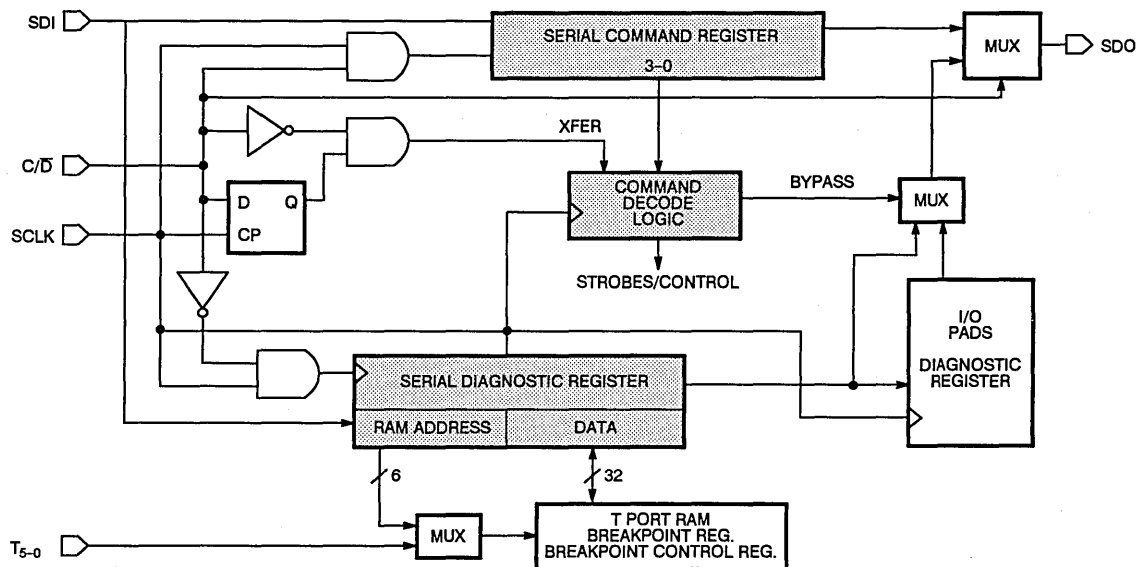 SDI
SERIAL COMMAND REGISTER
3–0
MUX
SDO
XFER
C/D̅
D Q
CP
COMMAND
DECODE
LOGIC
BYPASS
MUX
SCLK
STROBES/CONTROL
I/O
PADS
DIAGNOSTIC
REGISTER
SERIAL DIAGNOSTIC REGISTER
RAM ADDRESS
DATA
6
32
T5–0
MUX
T PORT RAM
BREAKPOINT REG.
BREAKPOINT CONTROL REG.